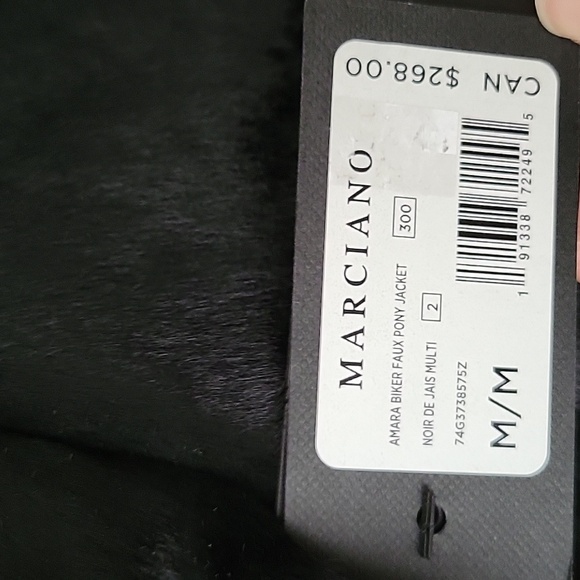 MARCIANO
AMARA BIKER FAUX PONY JACKET 300
NOIR DE JAIS MULTI 2
74G3738575Z
M/M
1 91338 72249 5
CAN $268.00